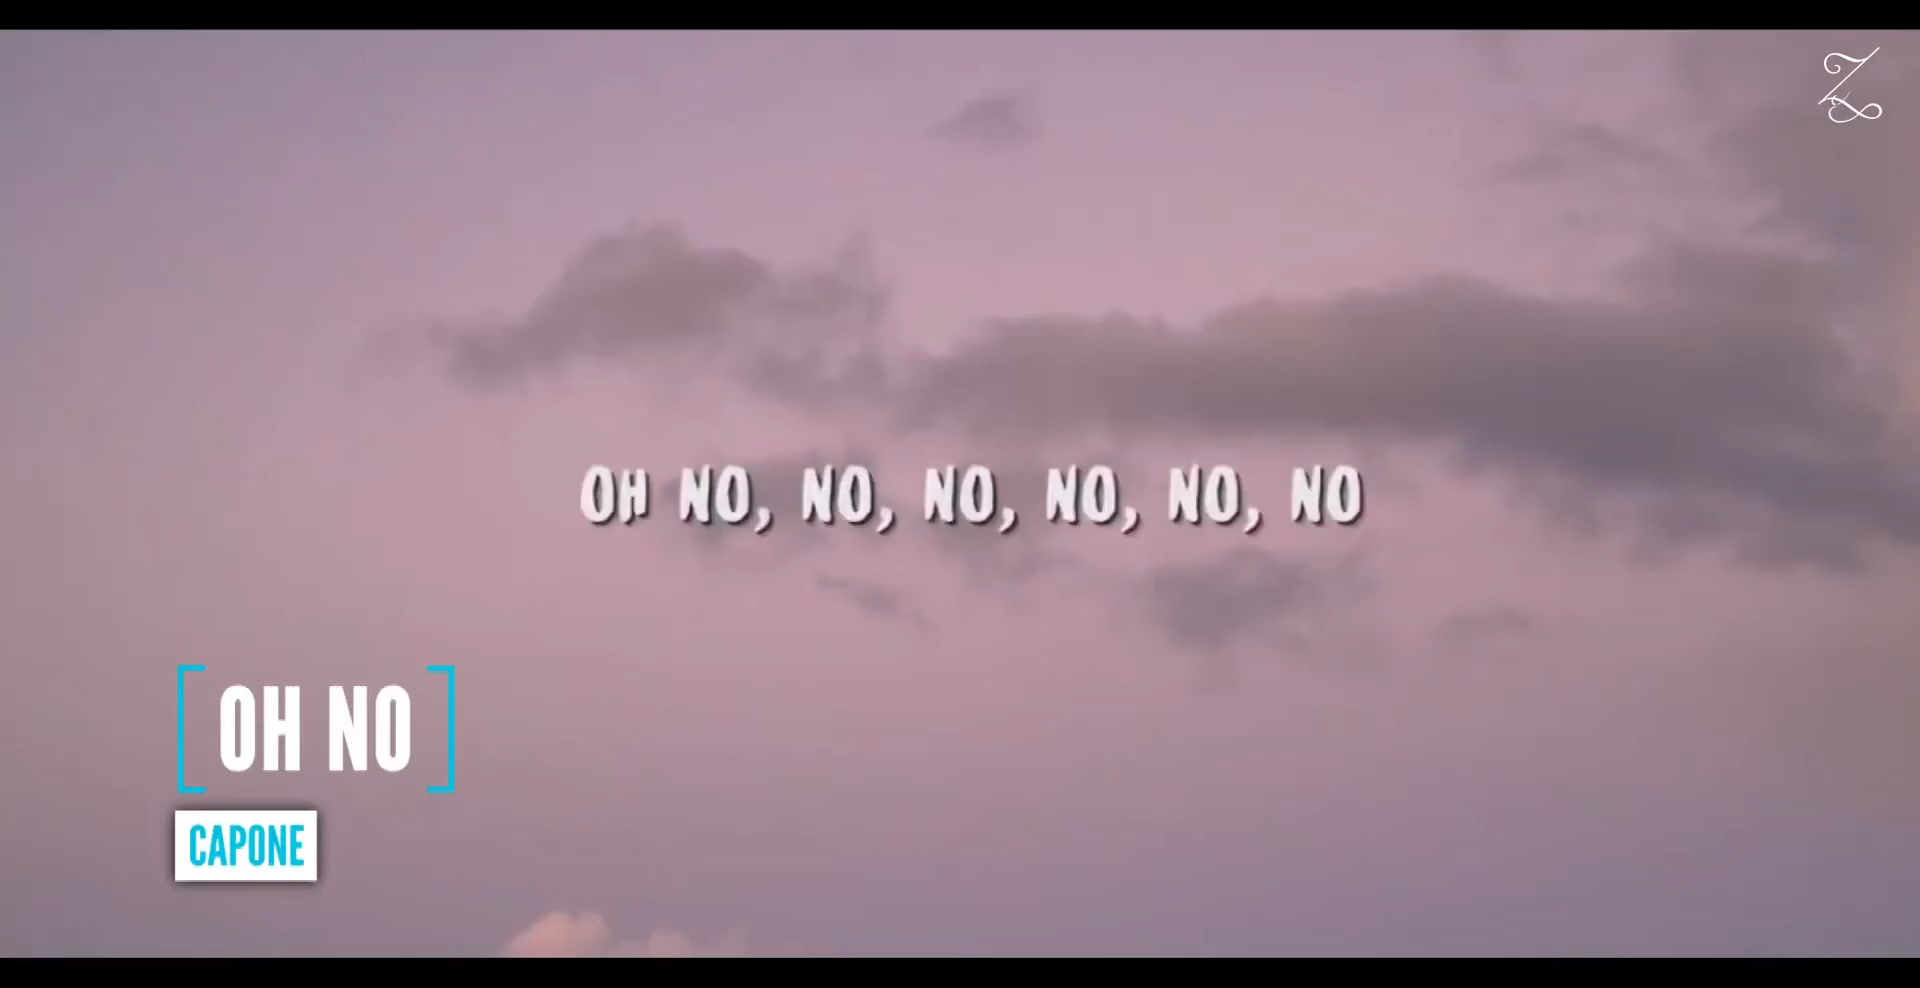 Z
OH NO, NO, NO, NO, NO, NO
OH NO
CAPONE